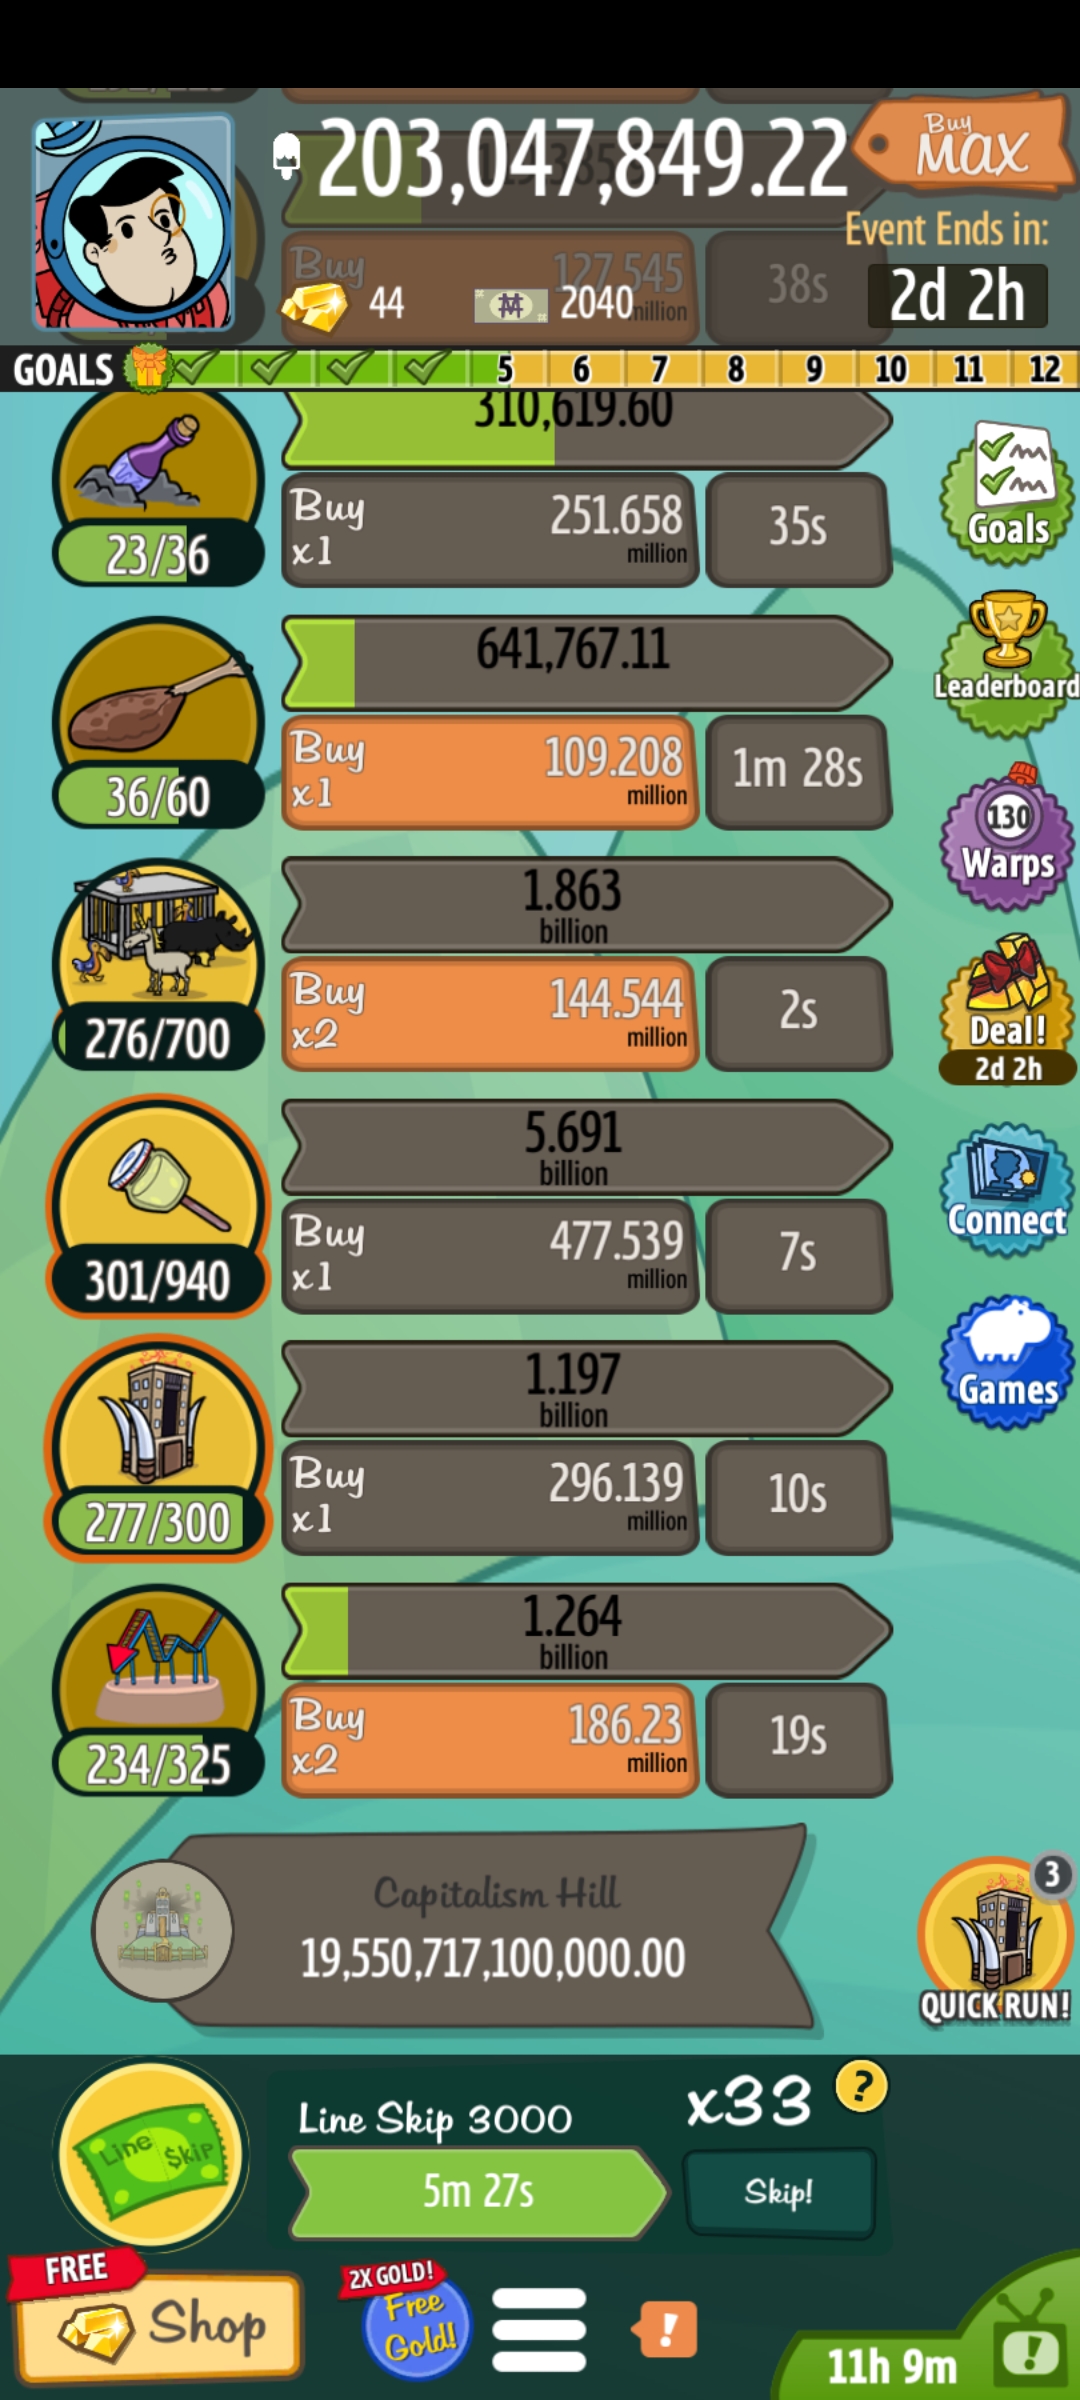 203,047,849.22
Buy
MAX
Event Ends in:
2d 2h
Buy
127.545
million
38s
44
2040
GOALS
5 6 7 8 9 10 11 12
310,619.60
23/36
Buy
x1
251.658
million
35s
Goals
641,767.11
Leaderboard
36/60
Buy
x1
109.208
million
1m 28s
130
Warps
1.863
billion
276/700
Buy
x2
144.544
million
2s
Deal!
2d 2h
5.691
billion
301/940
Buy
x1
477.539
million
7s
Connect
1.197
billion
277/300
Buy
x1
296.139
million
10s
Games
1.264
billion
234/325
Buy
x2
186.23
million
19s
Capitalism Hill
19,550,717,100,000.00
3
QUICK RUN!
Line Skip
Line Skip 3000
x33
?
5m 27s
Skip!
FREE
Shop
2X GOLD!
Free
Gold!
!
11h 9m
!